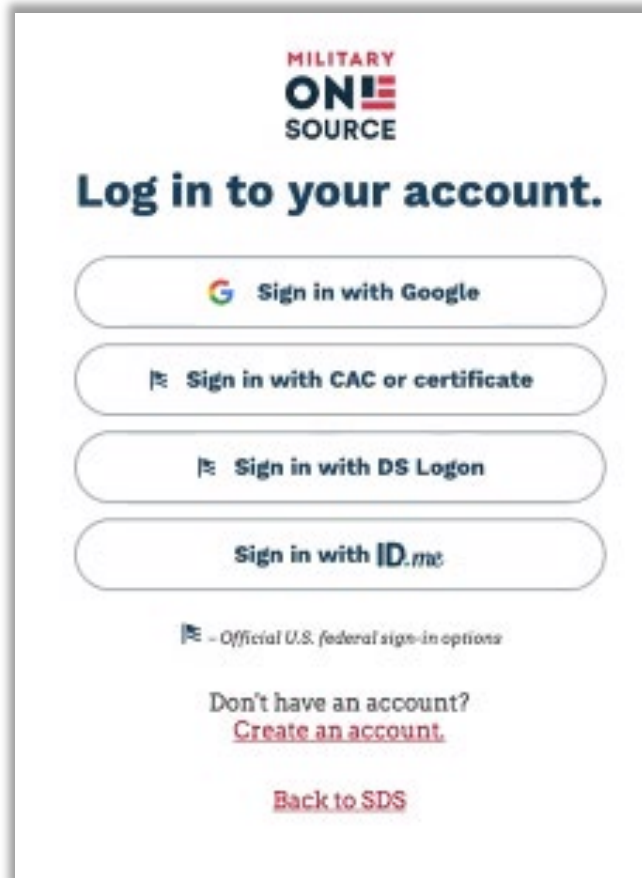 MILITARY
ONE
SOURCE
Log in to your account.
Sign in with Google
Sign in with CAC or certificate
Sign in with DS Logon
Sign in with ID.me
- Official U.S. federal sign-in options
Don't have an account?
Create an account.
Back to SDS